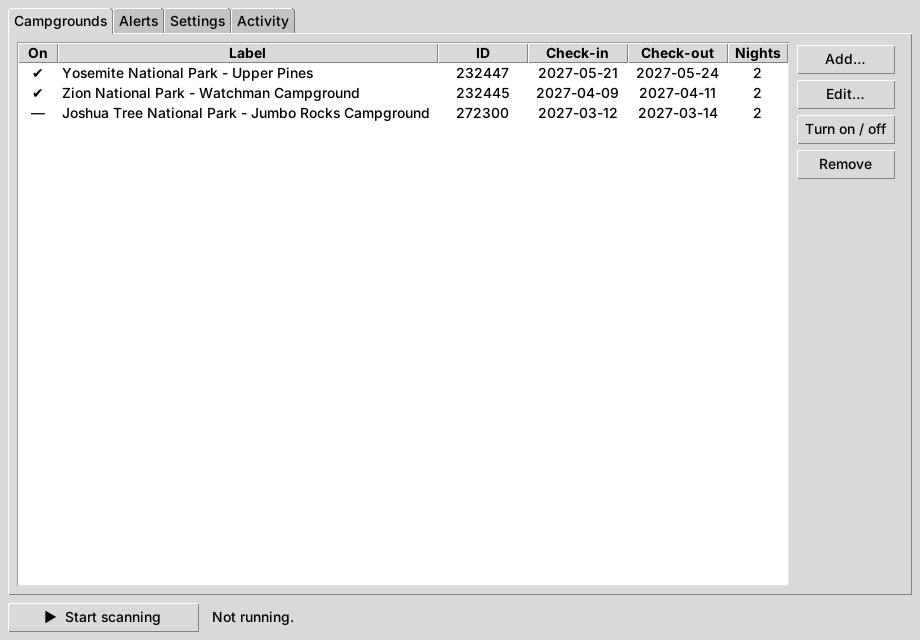 Campgrounds Alerts Settings Activity
On Label ID Check-in Check-out Nights
✔ Yosemite National Park - Upper Pines 232447 2027-05-21 2027-05-24 2
✔ Zion National Park - Watchman Campground 232445 2027-04-09 2027-04-11 2
— Joshua Tree National Park - Jumbo Rocks Campground 272300 2027-03-12 2027-03-14 2
Add...
Edit...
Turn on / off
Remove
▶ Start scanning Not running.